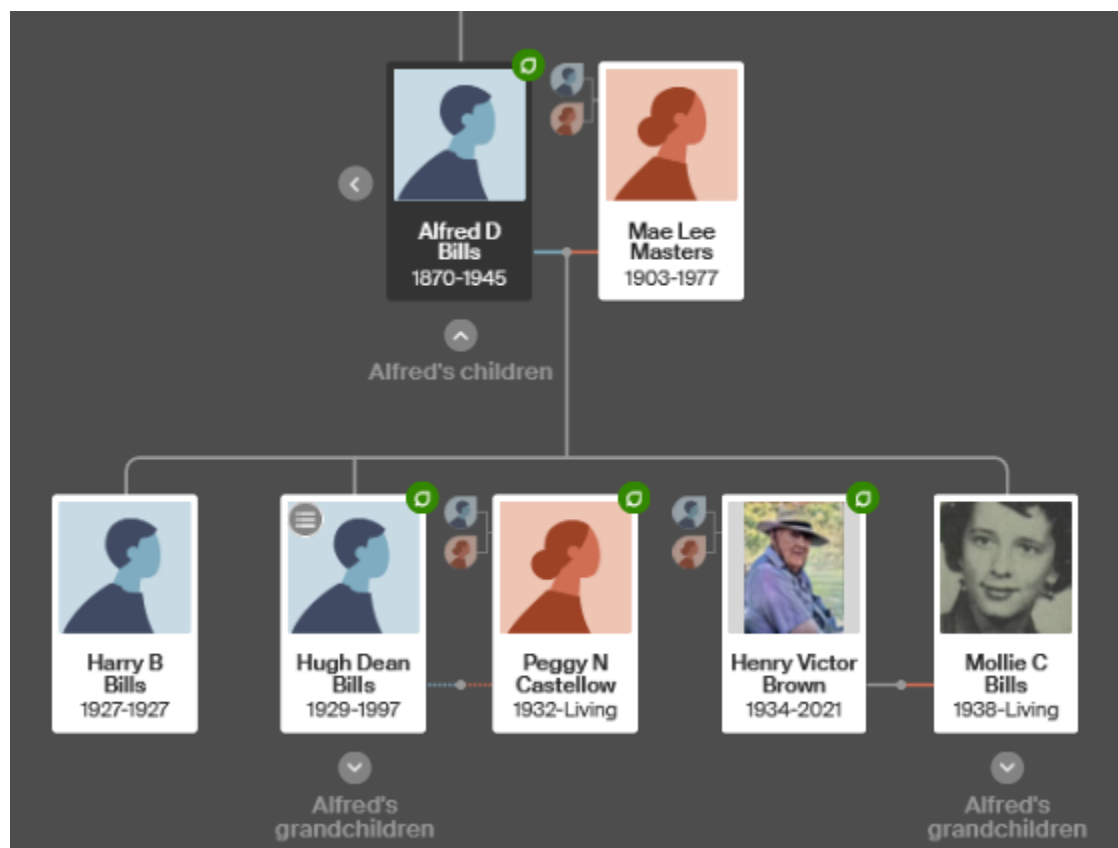 Alfred D
Bills
1870-1945
Mae Lee
Masters
1903-1977
Alfred's children
Harry B
Bills
1927-1927
Hugh Dean
Bills
1929-1997
Peggy N
Castellow
1932-Living
Henry Victor
Brown
1934-2021
Mollie C
Bills
1938-Living
Alfred's
grandchildren
Alfred's
grandchildren